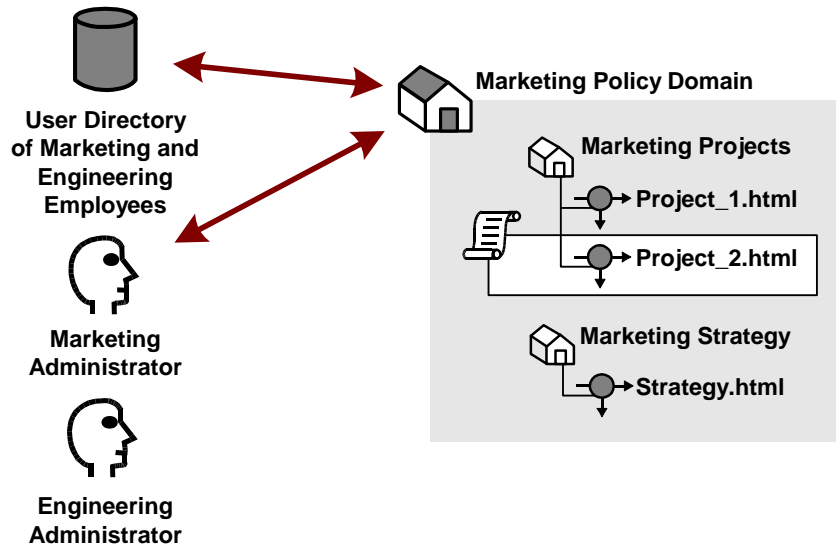 User Directory
of Marketing and
Engineering
Employees
Marketing
Administrator
Engineering
Administrator
Marketing Policy Domain
Marketing Projects
Project_1.html
Project_2.html
Marketing Strategy
Strategy.html